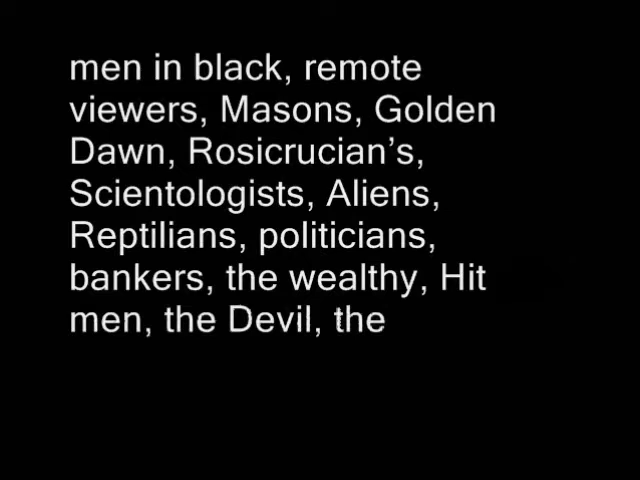 men in black, remote
viewers, Masons, Golden
Dawn, Rosicrucian’s,
Scientologists, Aliens,
Reptilians, politicians,
bankers, the wealthy, Hit
men, the Devil, the